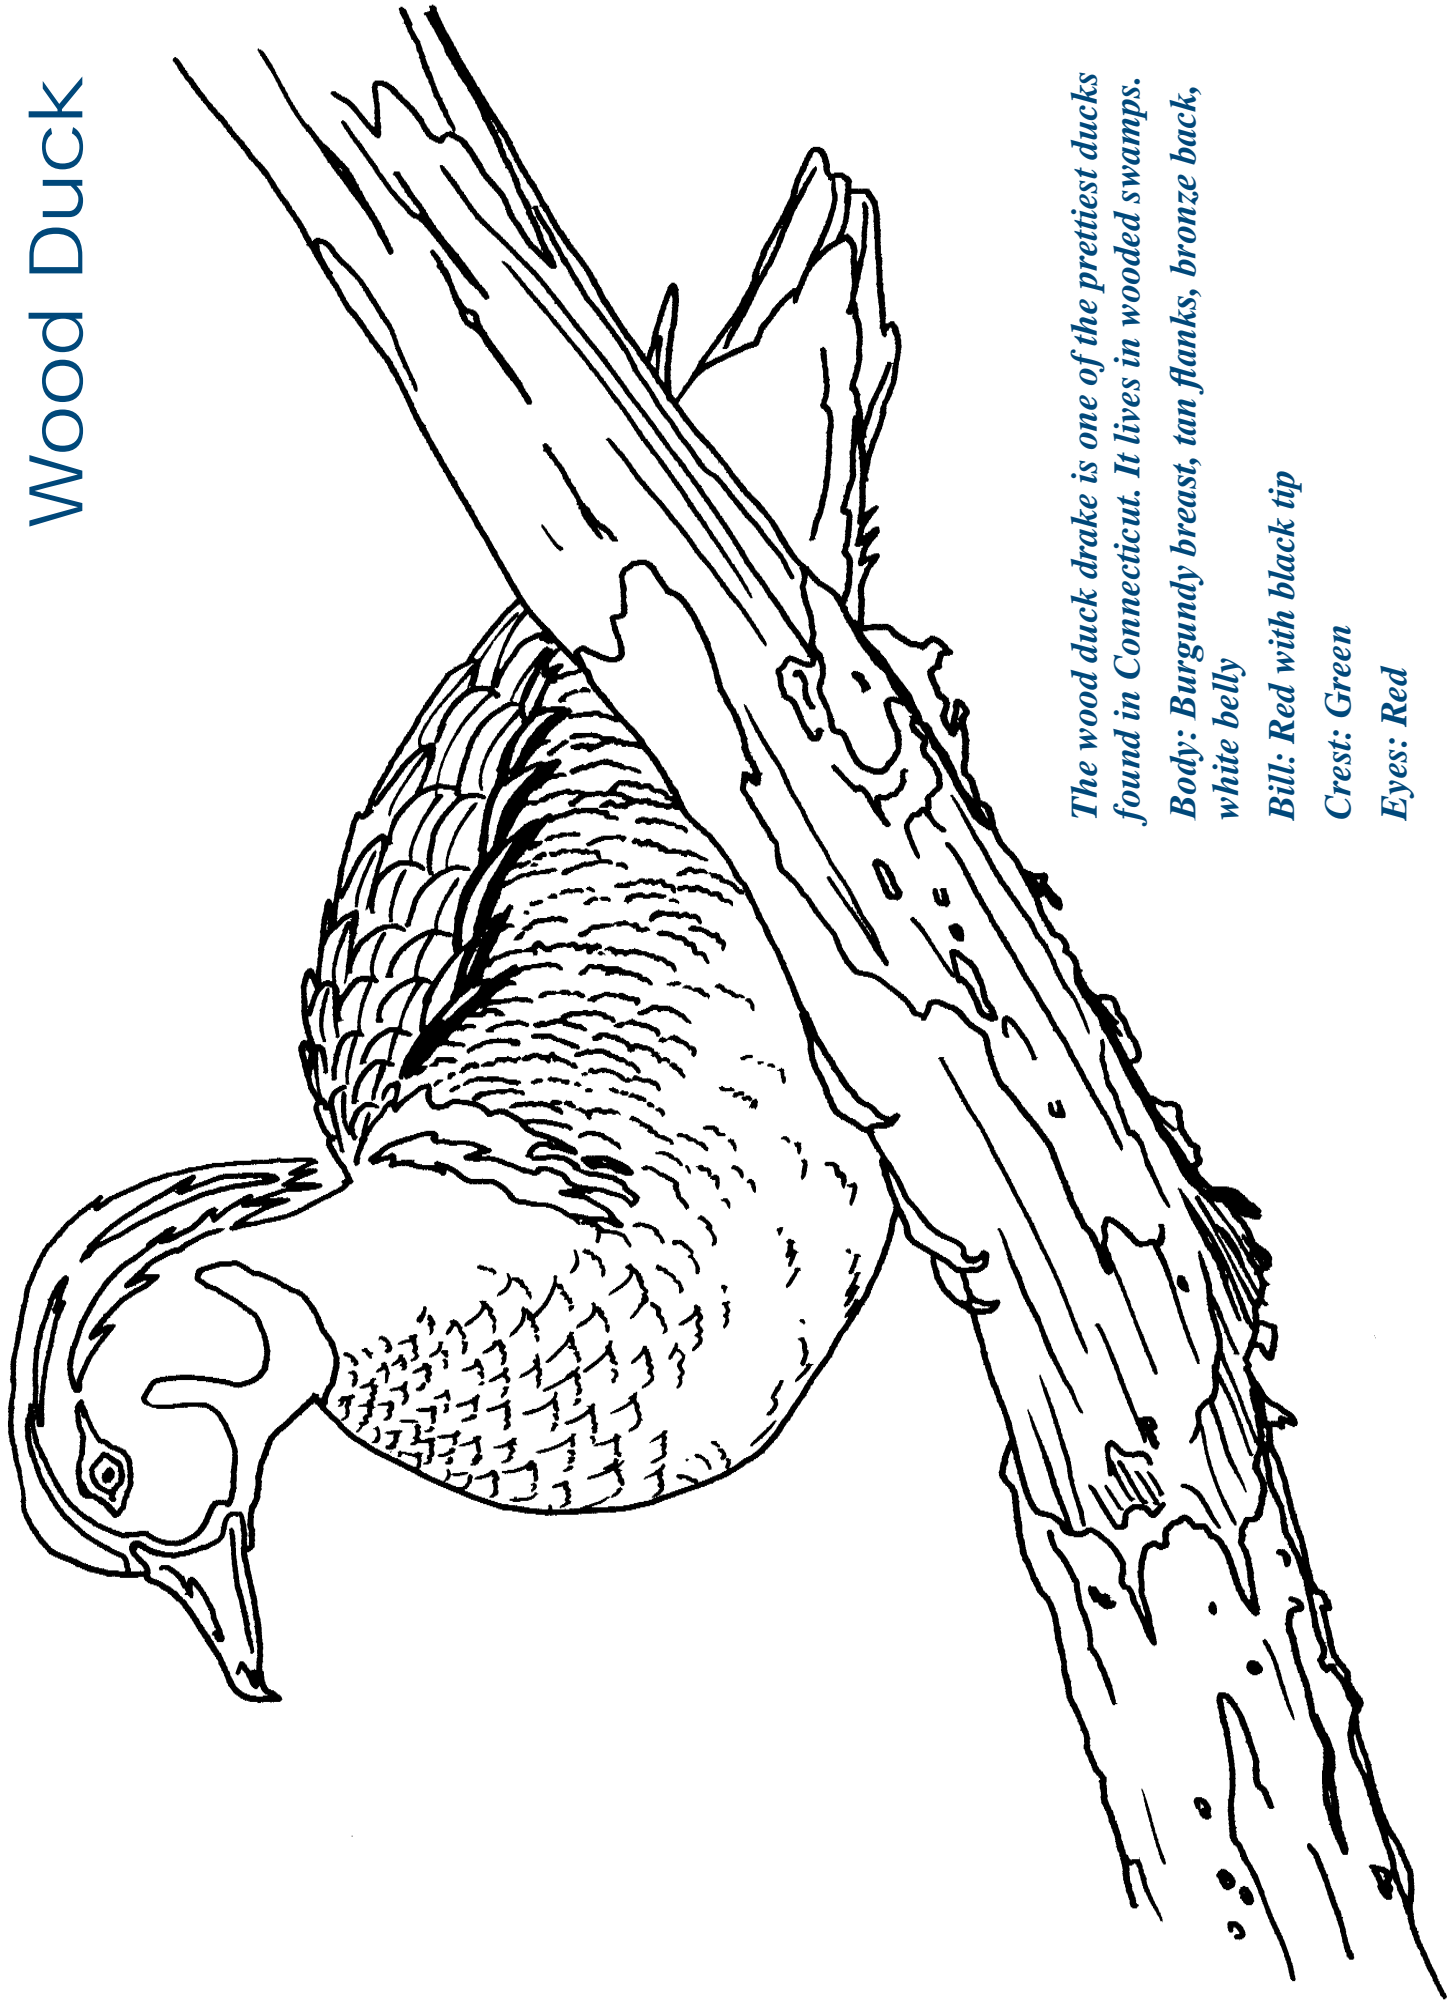 Wood Duck
The wood duck drake is one of the prettiest ducks
found in Connecticut. It lives in wooded swamps.
Body: Burgundy breast, tan flanks, bronze back,
white belly
Bill: Red with black tip
Crest: Green
Eyes: Red